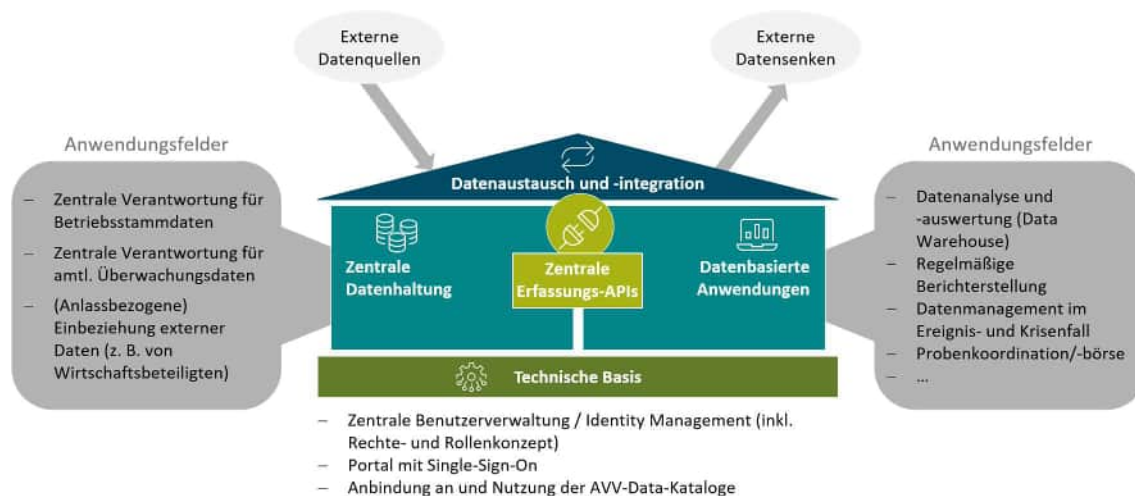 Externe
Datenquellen
Externe
Datensenken
Anwendungsfelder
– Zentrale Verantwortung für
Betriebsstammdaten
– Zentrale Verantwortung für
amtl. Überwachungsdaten
– (Anlassbezogene)
Einbeziehung externer
Daten (z. B. von
Wirtschaftsbeteiligten)
Datenaustausch und -integration
Zentrale
Datenhaltung
Zentrale
Erfassungs-APIs
Datenbasierte
Anwendungen
Anwendungsfelder
– Datenanalyse und
-auswertung (Data
Warehouse)
– Regelmäßige
Berichterstellung
– Datenmanagement im
Ereignis- und Krisenfall
– Probenkoordination/-börse
– ...
Technische Basis
– Zentrale Benutzerverwaltung / Identity Management (inkl.
Rechte- und Rollenkonzept)
– Portal mit Single-Sign-On
– Anbindung an und Nutzung der AVV-Data-Kataloge